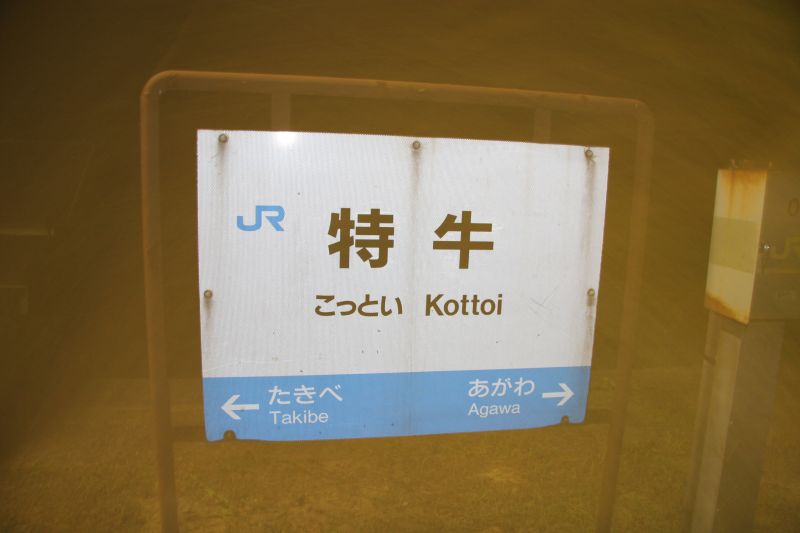 JR 特牛
こっとい Kottoi
← たきべ
Takibe
あがわ →
Agawa